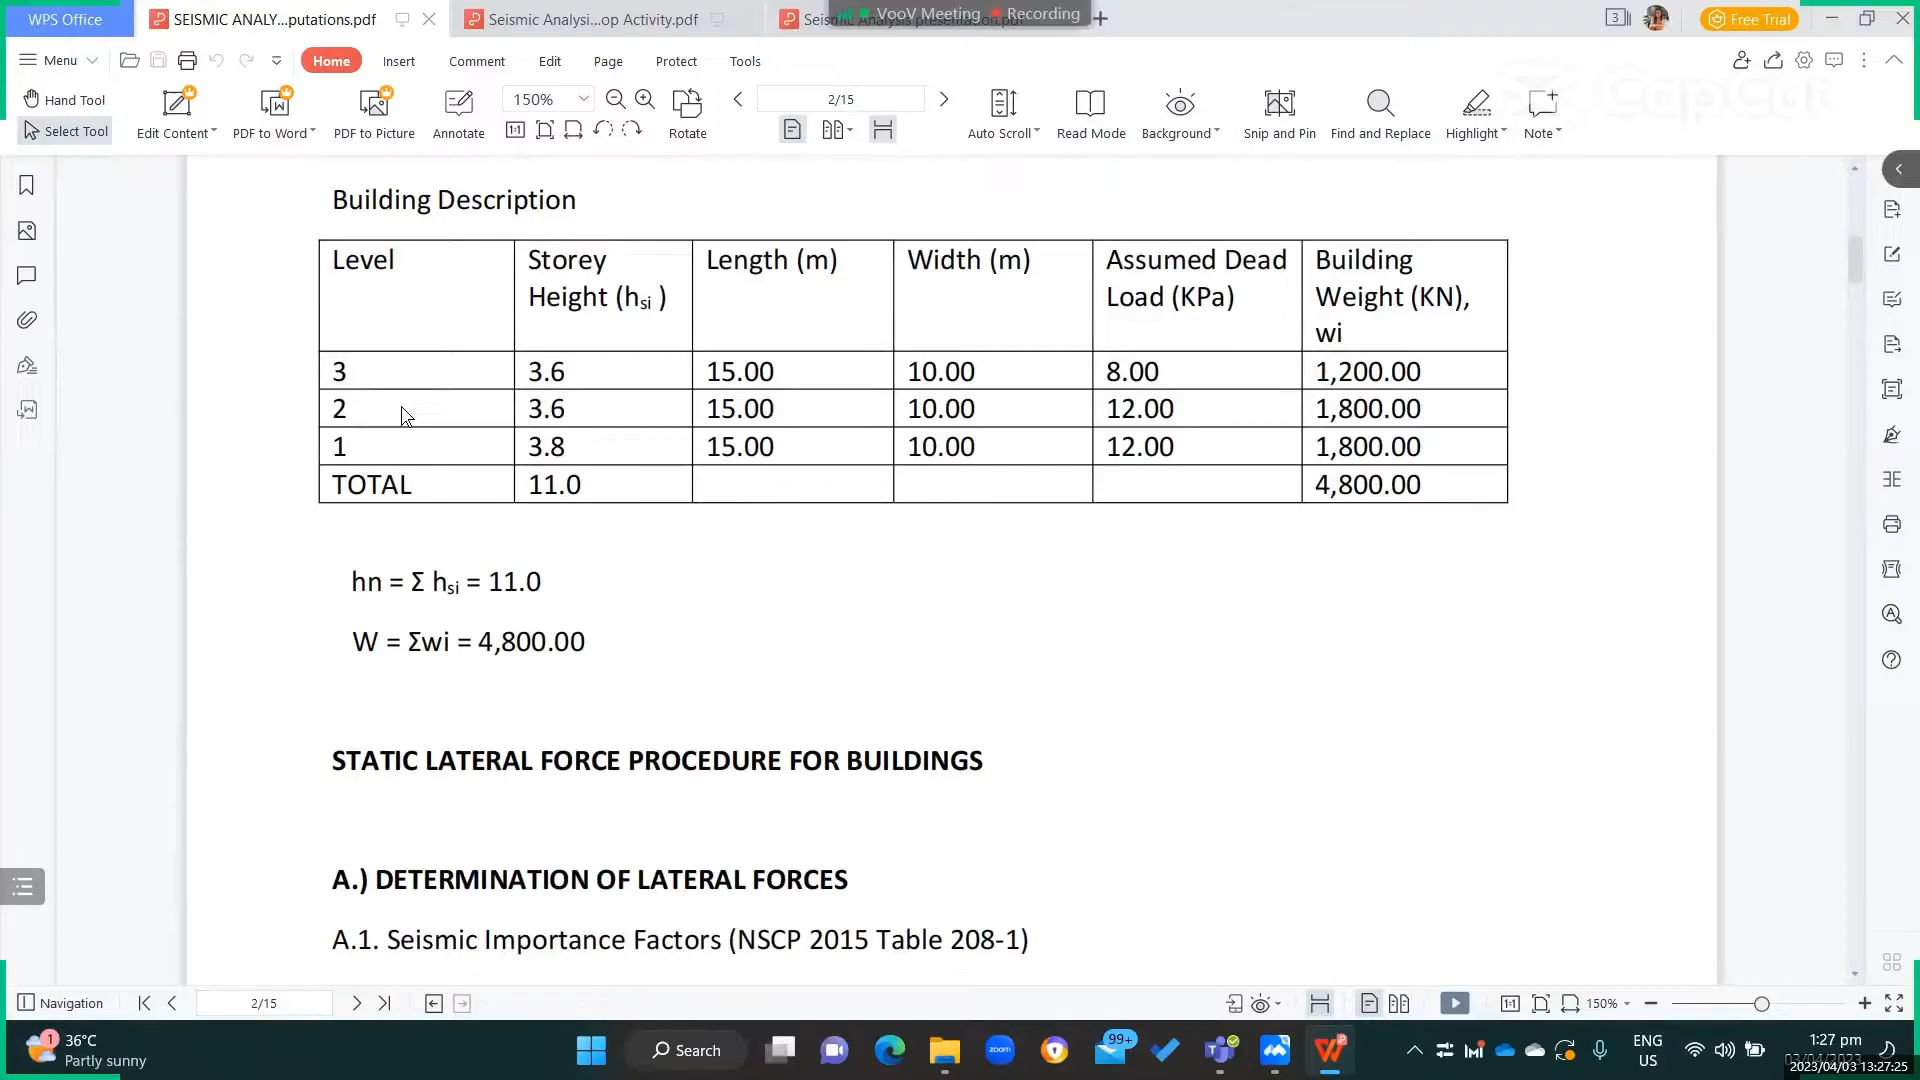 WPS Office SEISMIC ANALY...putations.pdf Seismic Analysi...op Activity.pdf VooV Meeting Recording 3 Free Trial
Menu Home Insert Comment Edit Page Protect Tools
Hand Tool 150% 2/15 CapCut
Select Tool Edit Content PDF to Word PDF to Picture Annotate Rotate Auto Scroll Read Mode Background Snip and Pin Find and Replace Highlight Note
Building Description
Level Storey Length (m) Width (m) Assumed Dead Building
Height (hsi ) Load (KPa) Weight (KN),
wi
3 3.6 15.00 10.00 8.00 1,200.00
2 3.6 15.00 10.00 12.00 1,800.00
1 3.8 15.00 10.00 12.00 1,800.00
TOTAL 11.0 4,800.00
hn = Σ hsi = 11.0
W = Σwi = 4,800.00
STATIC LATERAL FORCE PROCEDURE FOR BUILDINGS
A.) DETERMINATION OF LATERAL FORCES
A.1. Seismic Importance Factors (NSCP 2015 Table 208-1)
Navigation 2/15 150%
1 36°C
Partly sunny
Search zoom 99+
ENG
US
1:27 pm
03/04/2023
2023/04/03 13:27:25